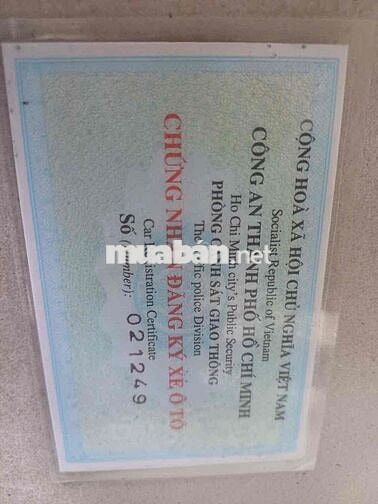 CỘNG HOÀ XÃ HỘI CHỦ NGHĨA VIỆT NAM
Socialist Republic of Vietnam
CÔNG AN THÀNH PHỐ HỒ CHÍ MINH
Ho Chi Minh city's Public Security
PHÒNG CẢNH SÁT GIAO THÔNG
The Traffic police Division
CHỨNG NHẬN ĐĂNG KÝ XE Ô TÔ
Car Registration Certificate
Số (Number): 021249
muaban.net